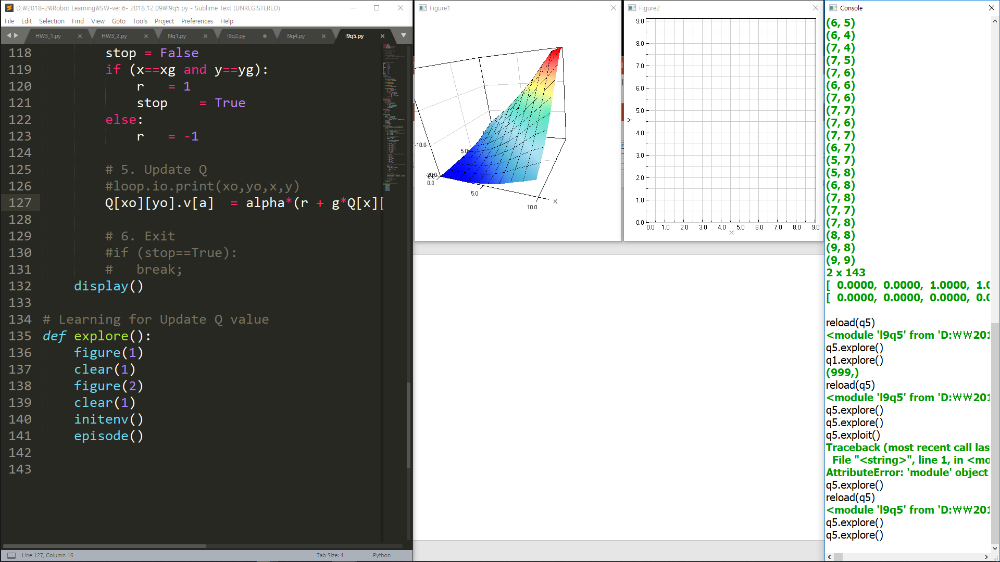 D:₩2018-2₩Robot Learning₩SW-ver.6- 2018.12.09₩l9q5.py - Sublime Text (UNREGISTERED)
File Edit Selection Find View Goto Tools Project Preferences Help
HW3_1.py HW3_2.py l9q1.py l9q2.py l9q4.py l9q5.py
118 stop = False
119 if (x==xg and y==yg):
120 r = 1
121 stop = True
122 else:
123 r = -1
124
125 # 5. Update Q
126 #loop.io.print(xo,yo,x,y)
127 Q[xo][yo].v[a] = alpha*(r + g*Q[x][
128
129 # 6. Exit
130 #if (stop==True):
131 # break;
132 display()
133
134 # Learning for Update Q value
135 def explore():
136 figure(1)
137 clear(1)
138 figure(2)
139 clear(1)
140 initenv()
141 episode()
142
143
Line 127, Column 16 Tab Size: 4 Python
Figure1
-10.0
5.0
-20.0
0.0
5.0
10.0
X
Figure2
9.0
8.0
7.0
6.0
5.0
Y
4.0
3.0
2.0
1.0
0.0
0.0 1.0 2.0 3.0 4.0 5.0 6.0 7.0 8.0 9.0
X
Console
(6, 5)
(6, 4)
(7, 4)
(7, 5)
(7, 6)
(6, 6)
(7, 6)
(7, 7)
(7, 6)
(7, 7)
(6, 7)
(5, 7)
(5, 8)
(6, 8)
(7, 8)
(7, 7)
(7, 8)
(8, 8)
(9, 8)
(9, 9)
2 x 143
[ 0.0000, 0.0000, 1.0000, 1.0
[ 0.0000, 0.0000, 0.0000, 0.0
reload(q5)
<module 'l9q5' from 'D:₩₩201
q5.explore()
q1.explore()
(999,)
reload(q5)
<module 'l9q5' from 'D:₩₩201
q5.explore()
q5.explore()
q5.exploit()
Traceback (most recent call las
File "<string>", line 1, in <mo
AttributeError: 'module' object
q5.explore()
reload(q5)
<module 'l9q5' from 'D:₩₩201
q5.explore()
q5.explore()